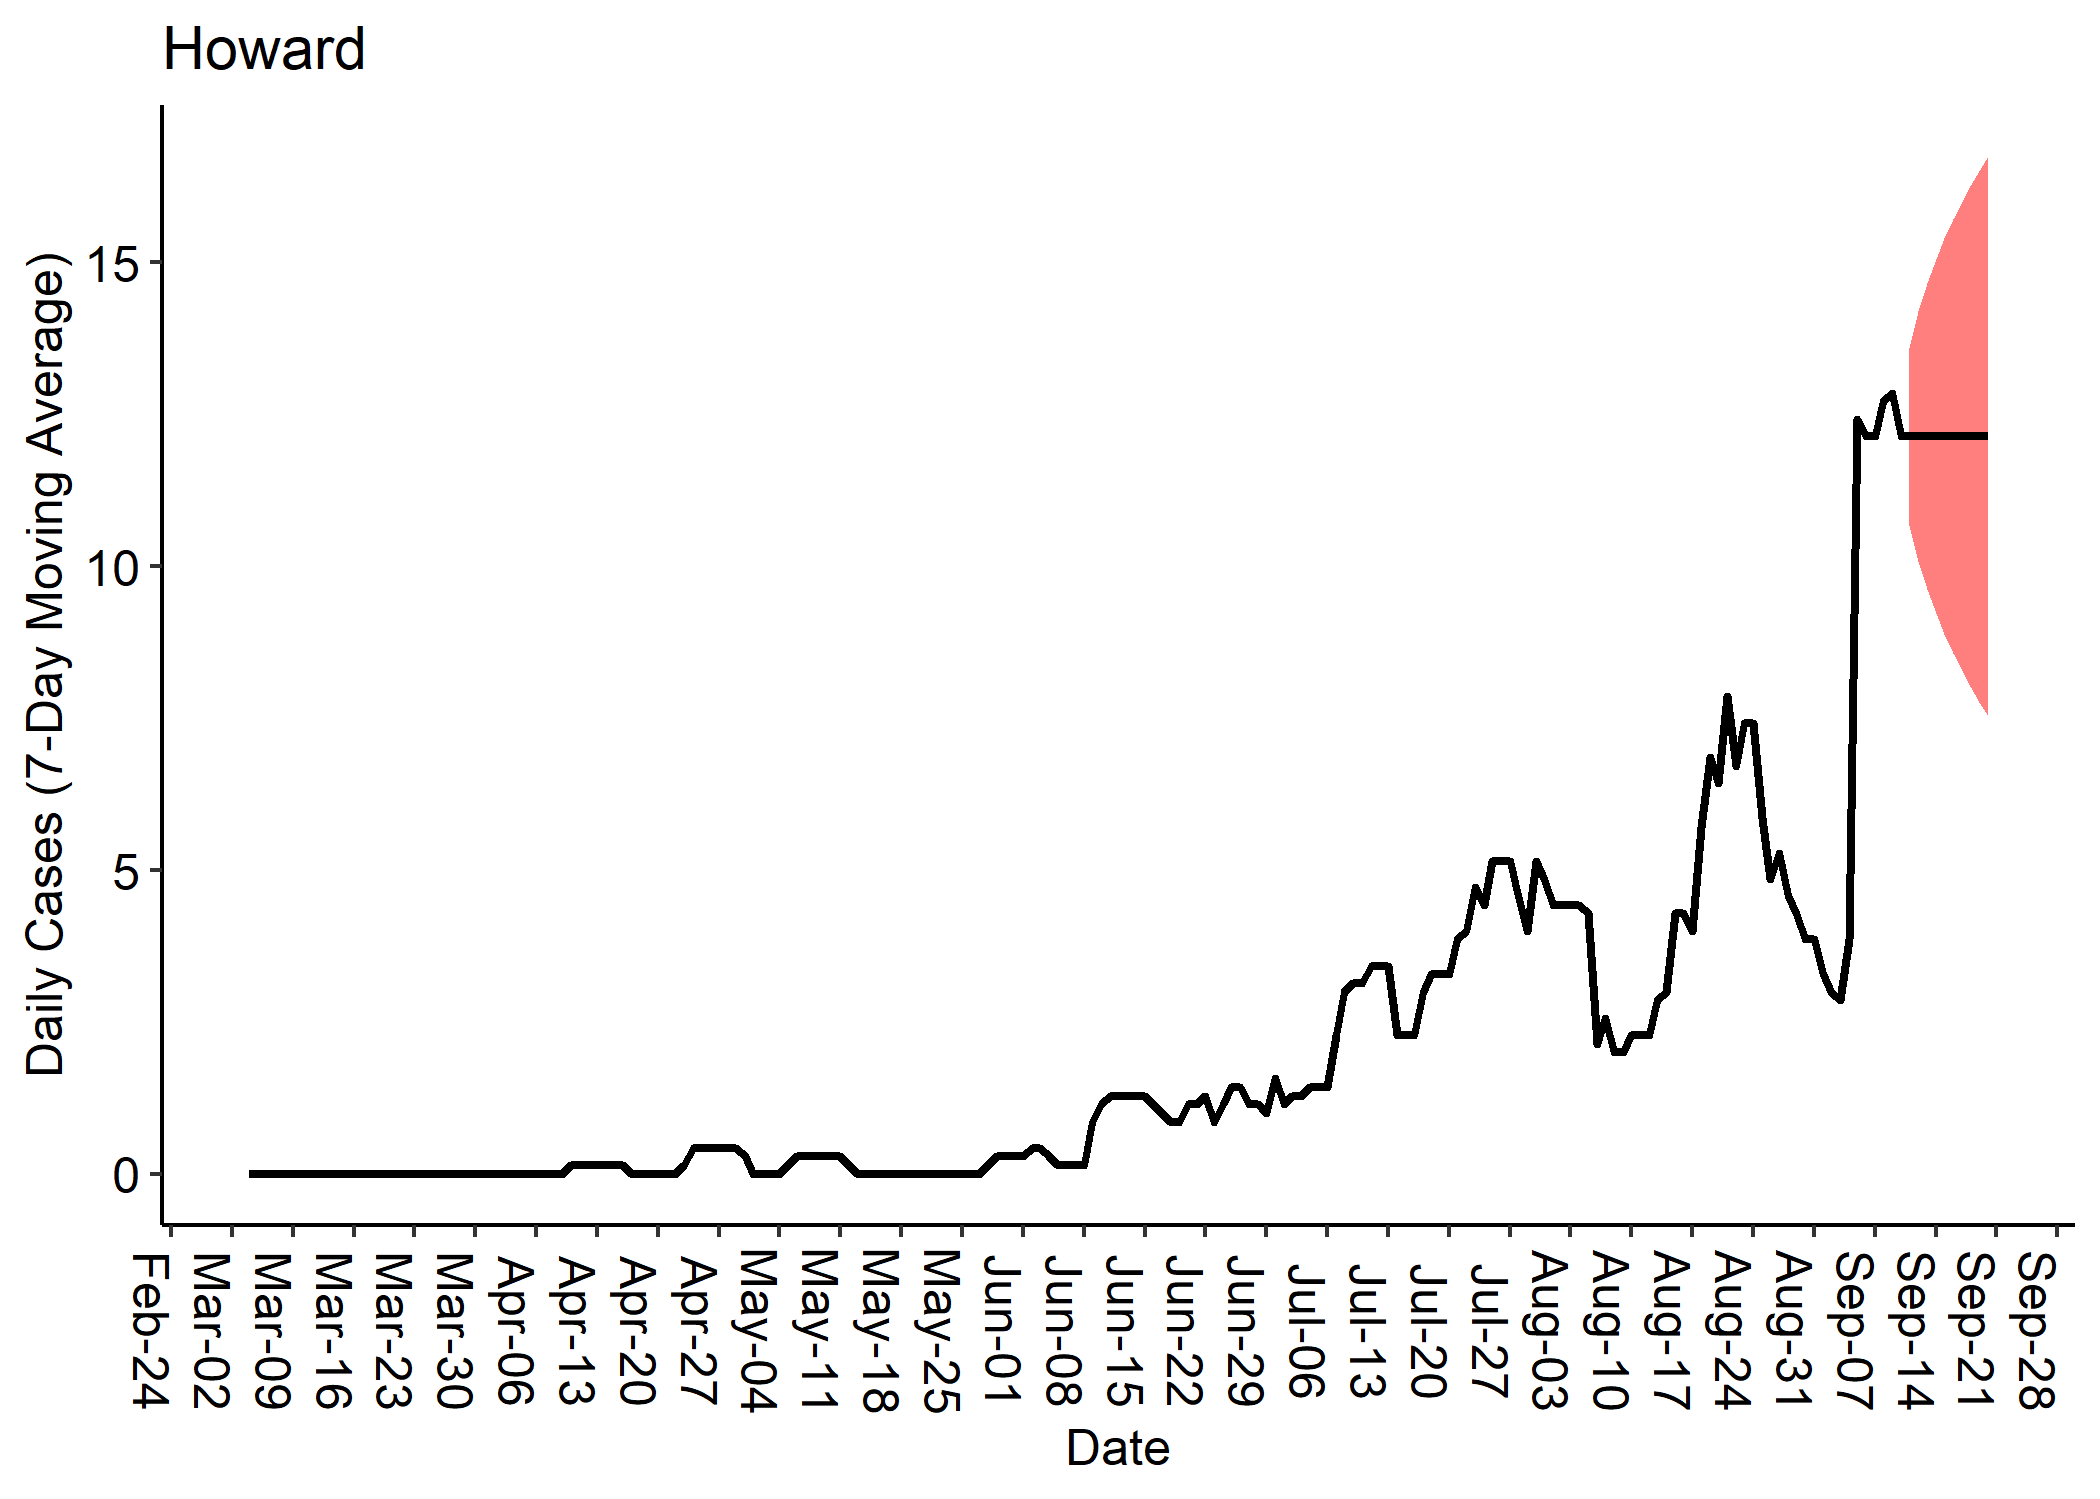 Howard
Daily Cases (7-Day Moving Average)
15
10
5
0
Feb-24
Mar-02
Mar-09
Mar-16
Mar-23
Mar-30
Apr-06
Apr-13
Apr-20
Apr-27
May-04
May-11
May-18
May-25
Jun-01
Jun-08
Jun-15
Jun-22
Jun-29
Jul-06
Jul-13
Jul-20
Jul-27
Aug-03
Aug-10
Aug-17
Aug-24
Aug-31
Sep-07
Sep-14
Sep-21
Sep-28
Date